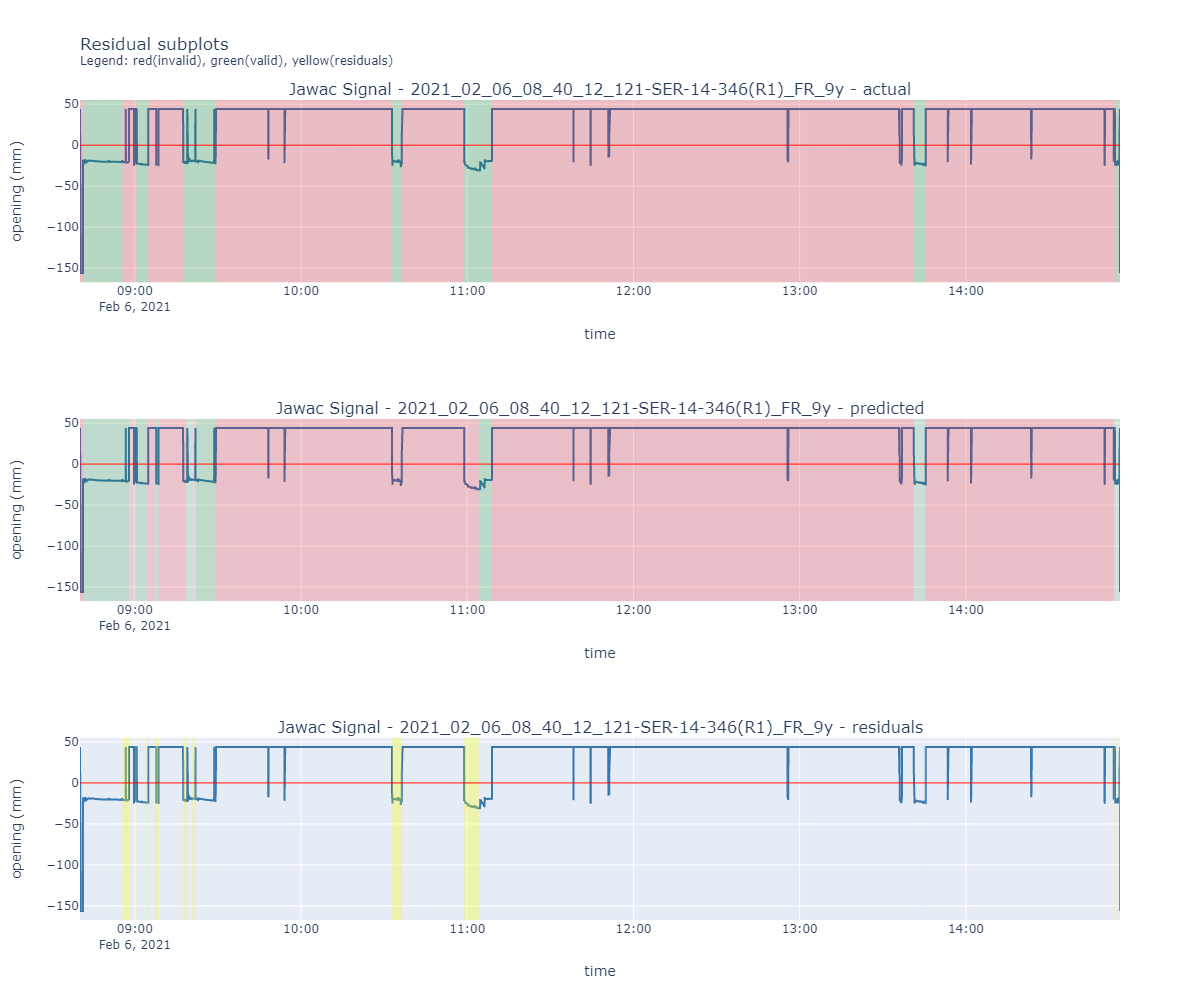 Residual subplots
Legend: red(invalid), green(valid), yellow(residuals)
Jawac Signal - 2021_02_06_08_40_12_121-SER-14-346(R1)_FR_9y - actual
50
0
−50
−100
−150
opening (mm)
09:00 10:00 11:00 12:00 13:00 14:00
Feb 6, 2021
time
Jawac Signal - 2021_02_06_08_40_12_121-SER-14-346(R1)_FR_9y - predicted
50
0
−50
−100
−150
opening (mm)
09:00 10:00 11:00 12:00 13:00 14:00
Feb 6, 2021
time
Jawac Signal - 2021_02_06_08_40_12_121-SER-14-346(R1)_FR_9y - residuals
50
0
−50
−100
−150
opening (mm)
09:00 10:00 11:00 12:00 13:00 14:00
Feb 6, 2021
time